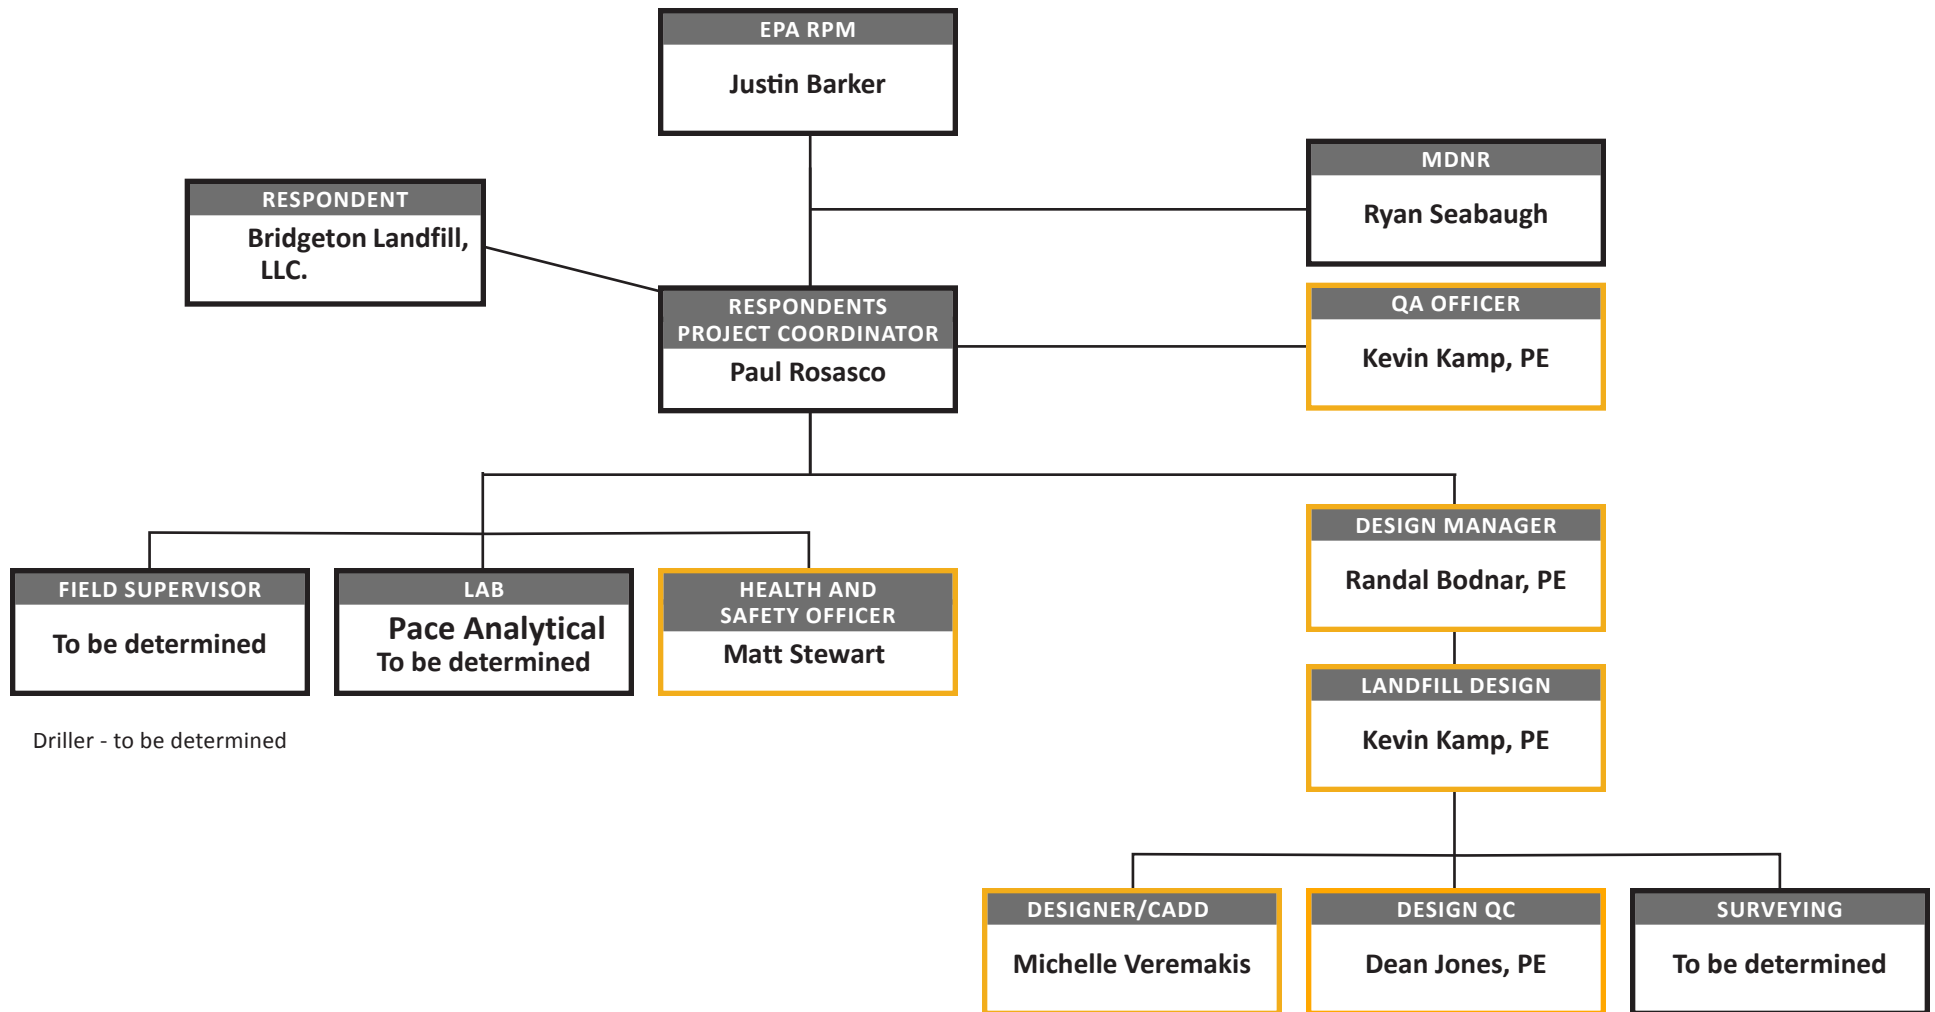 EPA RPM
Justin Barker
MDNR
Ryan Seabaugh
RESPONDENT
Bridgeton Landfill,
LLC.
RESPONDENTS
PROJECT COORDINATOR
Paul Rosasco
QA OFFICER
Kevin Kamp, PE
DESIGN MANAGER
Randal Bodnar, PE
FIELD SUPERVISOR
To be determined
LAB
Pace Analytical
To be determined
HEALTH AND
SAFETY OFFICER
Matt Stewart
LANDFILL DESIGN
Kevin Kamp, PE
Driller - to be determined
DESIGNER/CADD
Michelle Veremakis
DESIGN QC
Dean Jones, PE
SURVEYING
To be determined